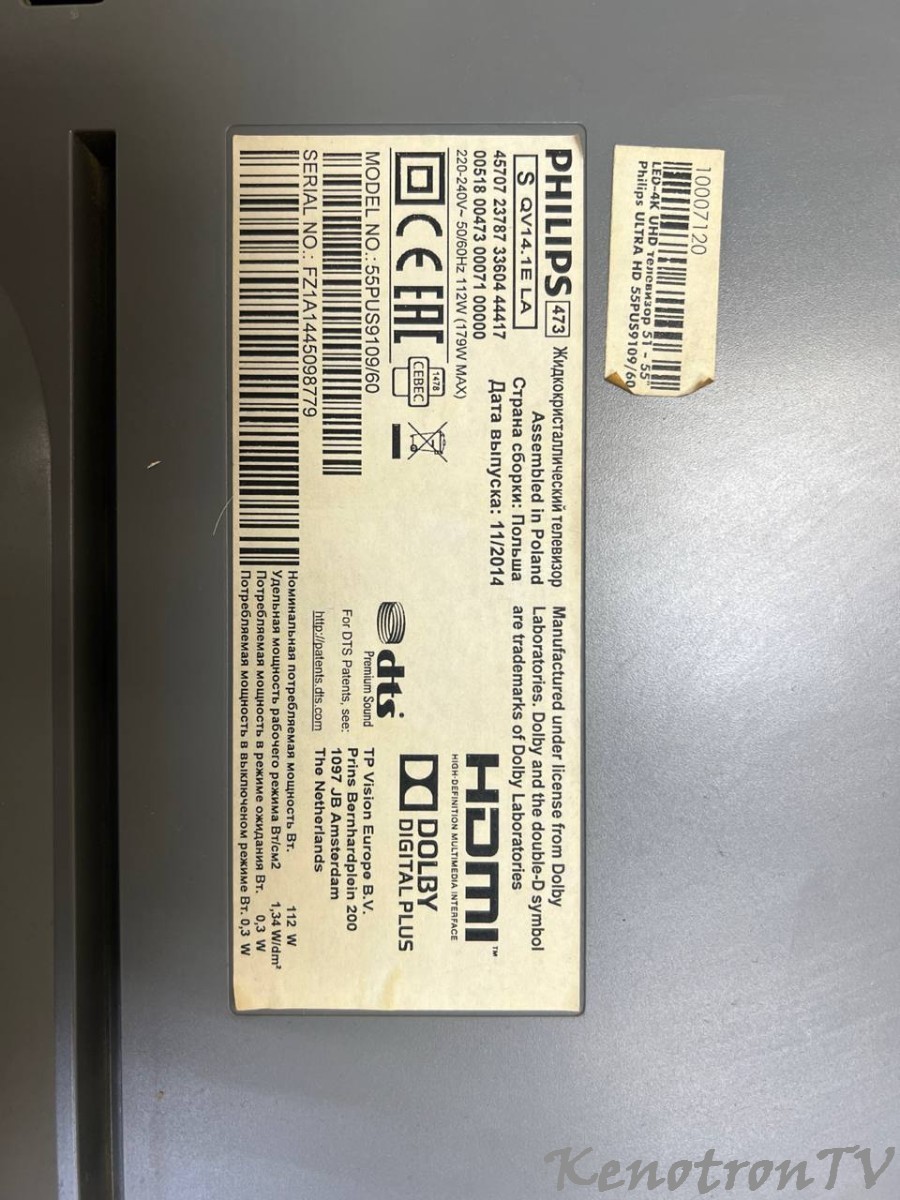 10007120
LED-4K UHD телевизор 51 - 55"
Philips ULTRA HD 55PUS9109/60
PHILIPS 473 Жидкокристаллический телевизор
S QV14.1E LA
Assembled in Poland
45707 23787 33604 44417
Страна сборки: Польша
00518 00473 00071 00000
Дата выпуска: 11/2014
220-240V~ 50/60Hz 112W (179W MAX)
EAC
1478
CEBEC
MODEL NO.: 55PUS9109/60
SERIAL NO.: FZ1A1445098779
Manufactured under license from Dolby
Laboratories. Dolby and the double-D symbol
are trademarks of Dolby Laboratories
HDMI™
HIGH-DEFINITION MULTIMEDIA INTERFACE
dts
Premium Sound
For DTS Patents, see:
http://patents.dts.com
DOLBY
DIGITAL PLUS
TP Vision Europe B.V.
Prins Bernhardplein 200
1097 JB Amsterdam
The Netherlands
Номинальная потребляемая мощность Вт. 112 W
Удельная мощность рабочего режима Вт/см2 1,34 W/dm²
Потребляемая мощность в режиме ожидания Вт. 0,3 W
Потребляемая мощность в выключеном режиме Вт. 0,3 W
KenotronTV